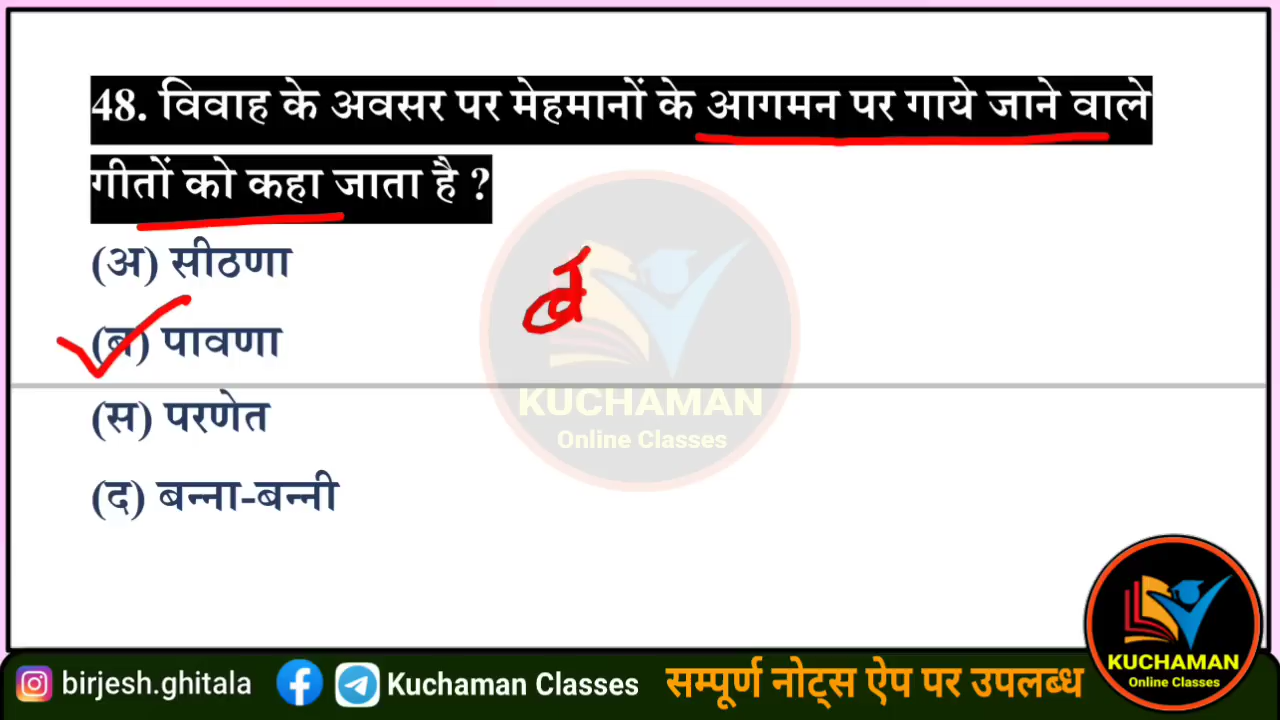 48. विवाह के अवसर पर मेहमानों के आगमन पर गाये जाने वाले
गीतों को कहा जाता है ?
(अ) सीठणा
(ब) पावणा
(स) परणेत
(द) बन्ना-बन्नी
ब
KUCHAMAN
Online Classes
KUCHAMAN
Online Classes
birjesh.ghitala
Kuchaman Classes
सम्पूर्ण नोट्स ऐप पर उपलब्ध